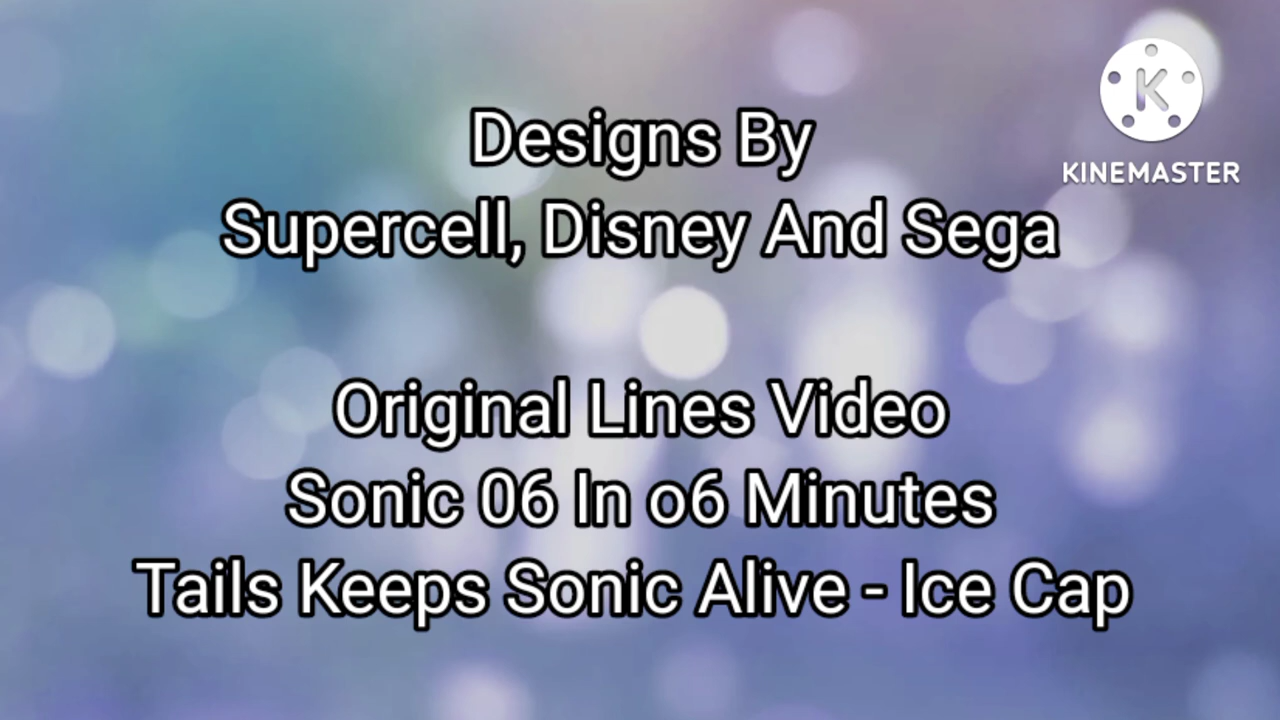 Designs By
Supercell, Disney And Sega
Original Lines Video
Sonic 06 In o6 Minutes
Tails Keeps Sonic Alive - Ice Cap
K
KINEMASTER